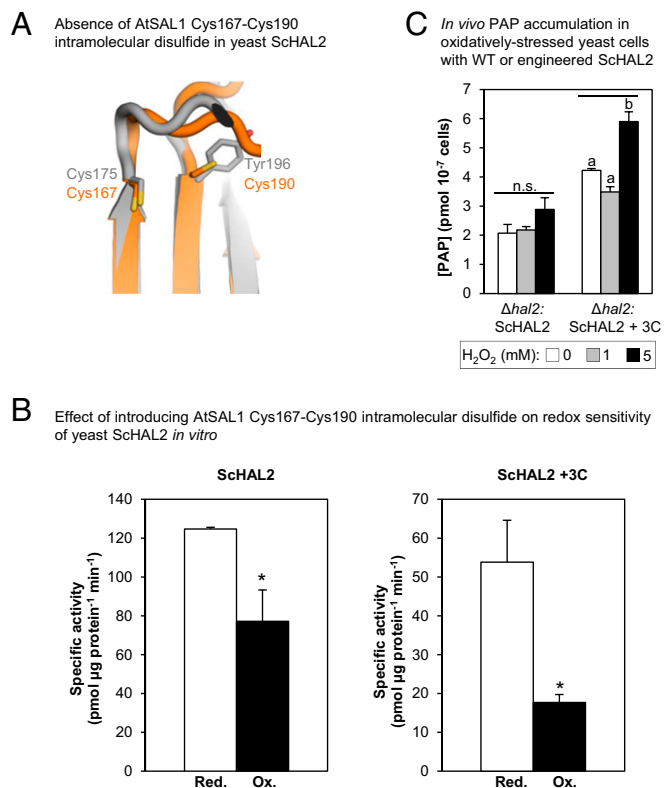 A
Absence of AtSAL1 Cys167-Cys190
intramolecular disulfide in yeast ScHAL2
Cys175
Cys167
Tyr196
Cys190
C
In vivo PAP accumulation in
oxidatively-stressed yeast cells
with WT or engineered ScHAL2
[PAP] (pmol 10⁻⁷ cells)
7
6
5
4
3
2
1
0
n.s.
a
a
b
Δhal2:
ScHAL2
Δhal2:
ScHAL2 + 3C
H₂O₂ (mM): 0 1 5
B
Effect of introducing AtSAL1 Cys167-Cys190 intramolecular disulfide on redox sensitivity
of yeast ScHAL2 in vitro
ScHAL2
Specific activity
(pmol µg protein⁻¹ min⁻¹)
140
120
100
80
60
40
20
0
*
Red. Ox.
ScHAL2 +3C
Specific activity
(pmol µg protein⁻¹ min⁻¹)
70
60
50
40
30
20
10
0
*
Red. Ox.